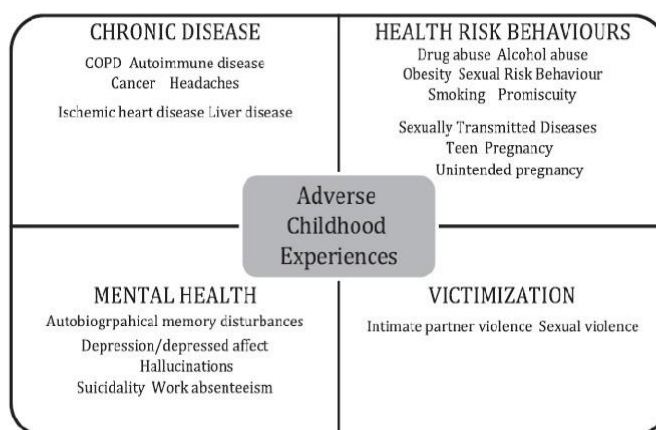 CHRONIC DISEASE
COPD Autoimmune disease
Cancer Headaches
Ischemic heart disease Liver disease
HEALTH RISK BEHAVIOURS
Drug abuse Alcohol abuse
Obesity Sexual Risk Behaviour
Smoking Promiscuity
Sexually Transmitted Diseases
Teen Pregnancy
Unintended pregnancy
Adverse
Childhood
Experiences
MENTAL HEALTH
Autobiogrpahical memory disturbances
Depression/depressed affect
Hallucinations
Suicidality Work absenteeism
VICTIMIZATION
Intimate partner violence Sexual violence